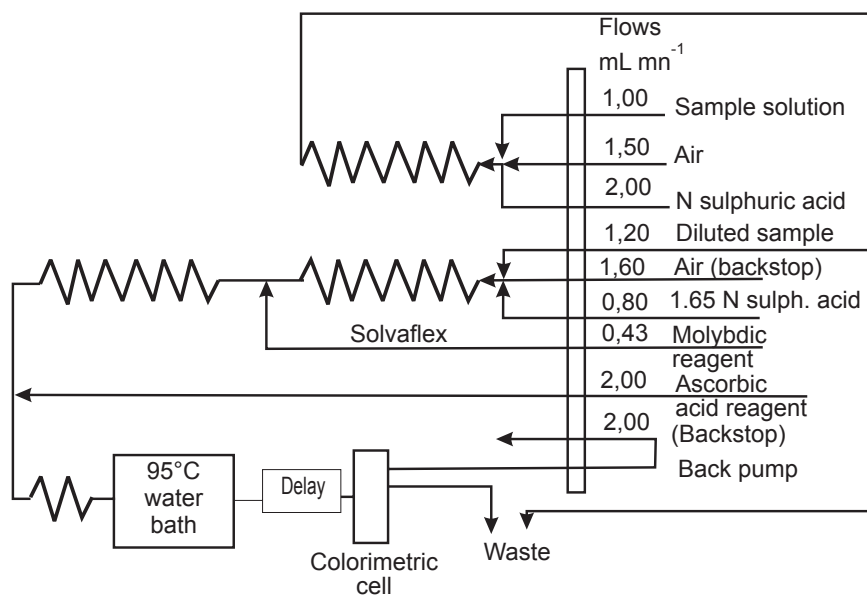 Flows
mL mn-1
1,00 Sample solution
1,50 Air
2,00 N sulphuric acid
1,20 Diluted sample
1,60 Air (backstop)
0,80 1.65 N sulph. acid
Solvaflex 0,43 Molybdic
reagent
2,00 Ascorbic
acid reagent
2,00 (Backstop)
Back pump
95°C
water
bath
Delay
Colorimetric
cell
Waste